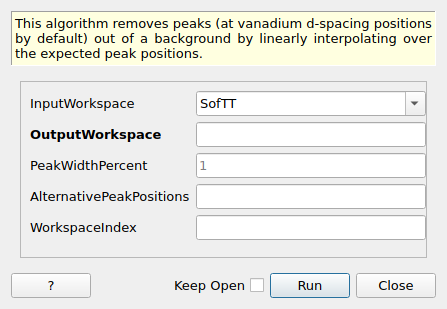 This algorithm removes peaks (at vanadium d-spacing positions
by default) out of a background by linearly interpolating over
the expected peak positions.
InputWorkspace SofTT
OutputWorkspace
PeakWidthPercent 1
AlternativePeakPositions
WorkspaceIndex
? Keep Open Run Close